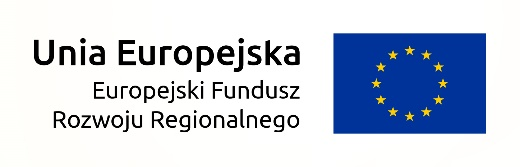 Unia Europejska
Europejski Fundusz
Rozwoju Regionalnego